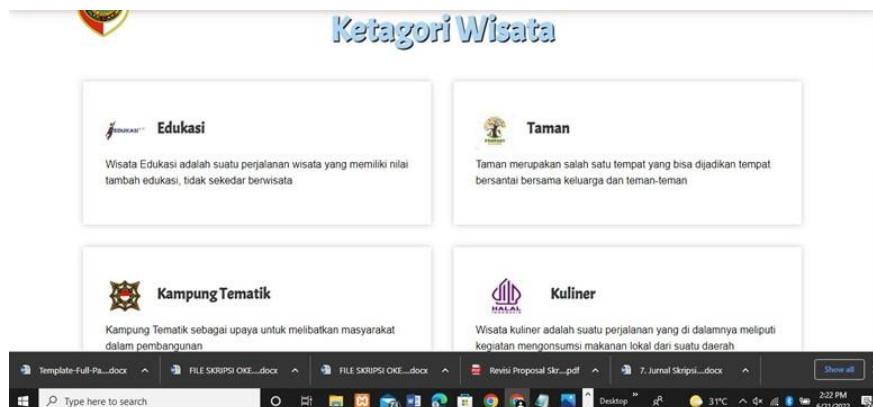 Ketagori Wisata
EDUKASI
Edukasi
Wisata Edukasi adalah suatu perjalanan wisata yang memiliki nilai
tambah edukasi, tidak sekedar berwisata
Taman
Taman merupakan salah satu tempat yang bisa dijadikan tempat
bersantai bersama keluarga dan teman-teman
Kampung Tematik
Kampung Tematik sebagai upaya untuk melibatkan masyarakat
dalam pembangunan
HALAL
INDONESIA
Kuliner
Wisata kuliner adalah suatu perjalanan yang di dalamnya meliputi
kegiatan mengonsumsi makanan lokal dari suatu daerah
Template-Full-Pa....docx
FILE SKRIPSI OKE....docx
FILE SKRIPSI OKE....docx
Revisi Proposal Skr....pdf
7. Jurnal Skripsi....docx
Show all
Type here to search
Desktop
31°C
2:22 PM